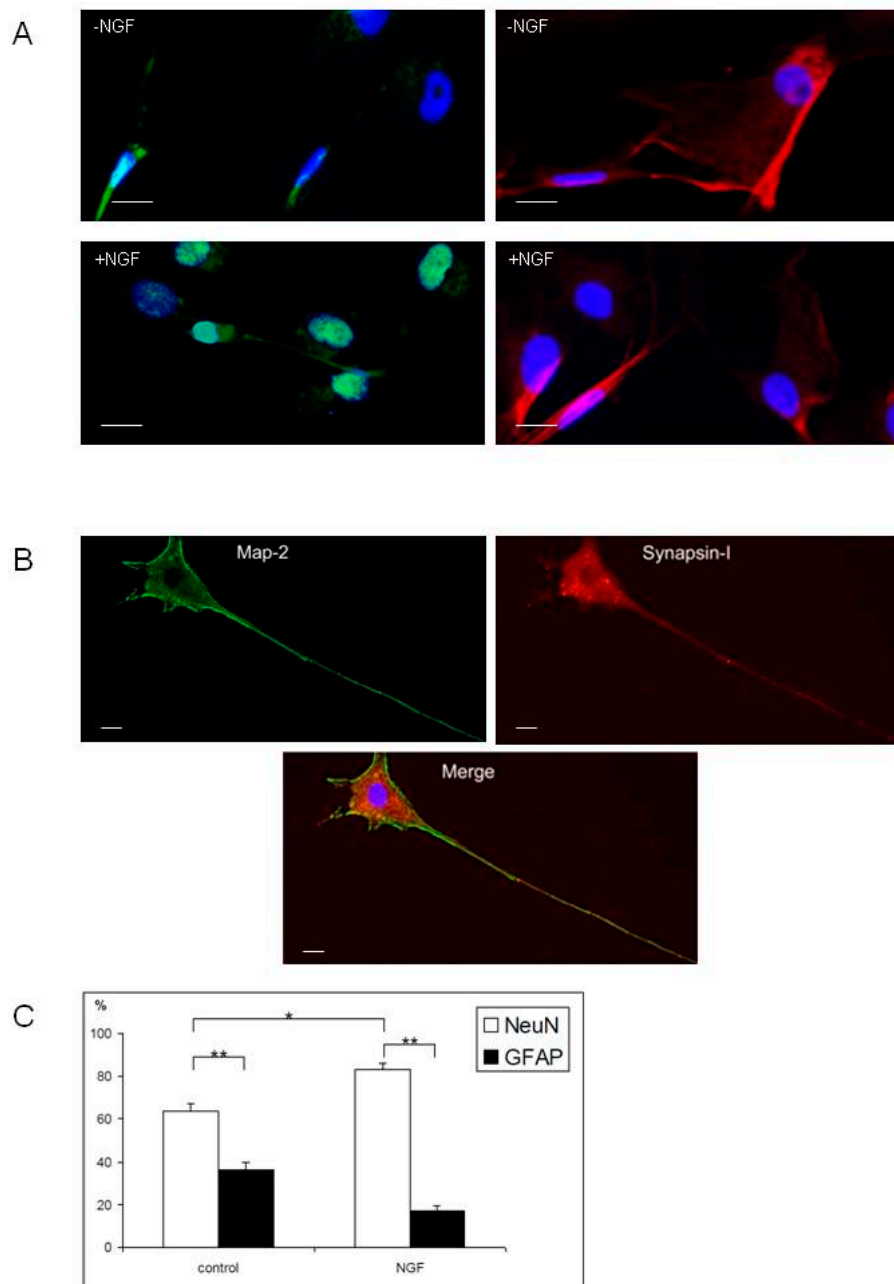 A
-NGF
-NGF
+NGF
+NGF
B
Map-2
Synapsin-I
Merge
C
%
100
80
60
40
20
0
*
**
**
NeuN
GFAP
control
NGF